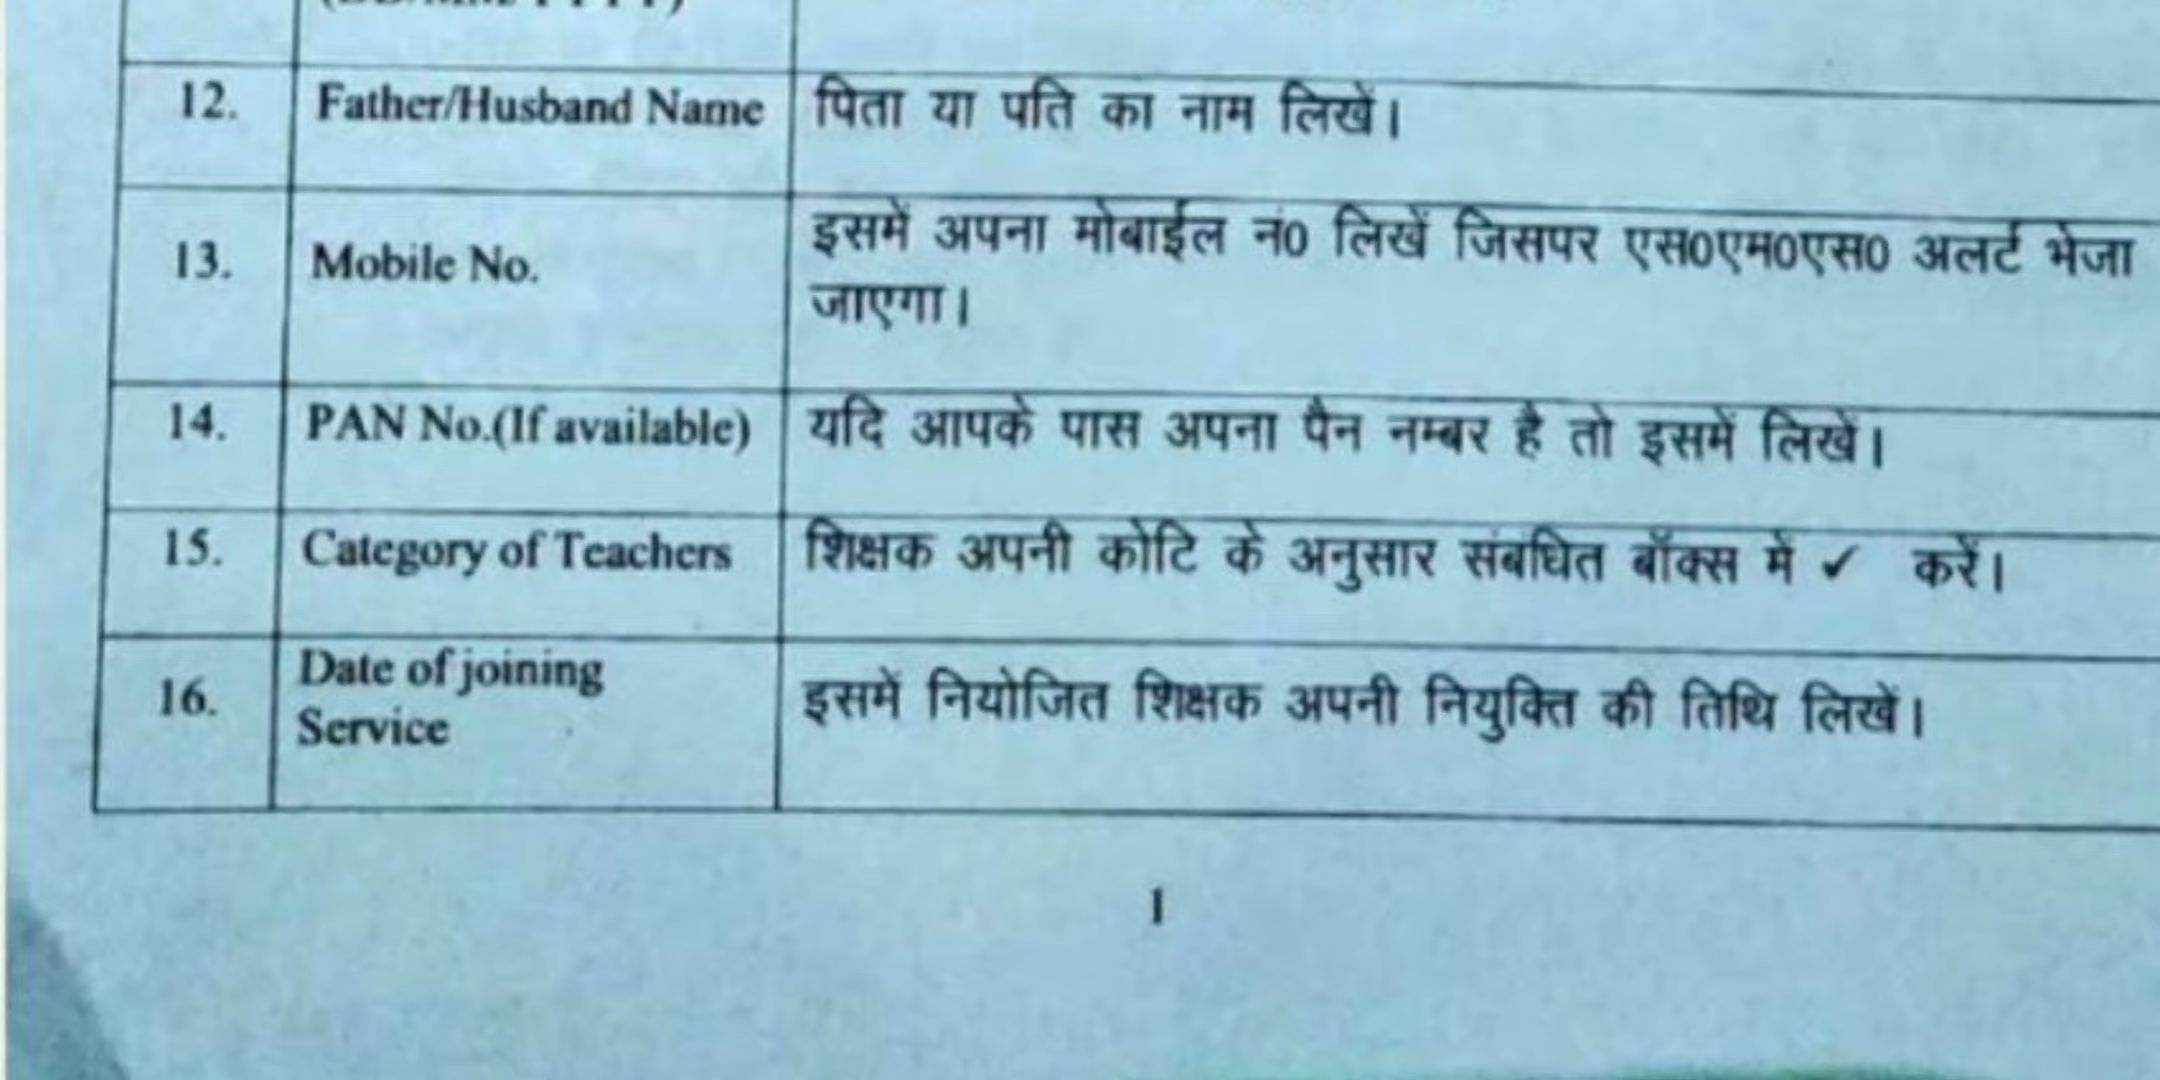 12. Father/Husband Name पिता या पति का नाम लिखें।
13. Mobile No. इसमें अपना मोबाईल नं0 लिखें जिसपर एस0एम0एस0 अलर्ट भेजा
जाएगा।
14. PAN No.(If available) यदि आपके पास अपना पैन नम्बर है तो इसमें लिखें।
15. Category of Teachers शिक्षक अपनी कोटि के अनुसार संबंधित बॉक्स में ✓ करें।
16. Date of joining
Service
इसमें नियोजित शिक्षक अपनी नियुक्ति की तिथि लिखें।
1